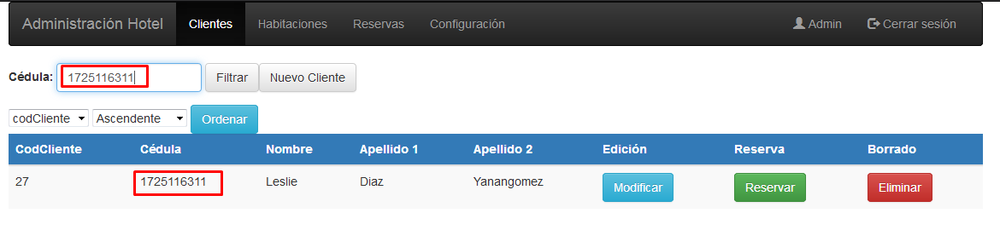 Administración Hotel Clientes Habitaciones Reservas Configuración Admin Cerrar sesión
Cédula: 1725116311 Filtrar Nuevo Cliente
codCliente Ascendente Ordenar
CodCliente Cédula Nombre Apellido 1 Apellido 2 Edición Reserva Borrado
27 1725116311 Leslie Diaz Yanangomez Modificar Reservar Eliminar